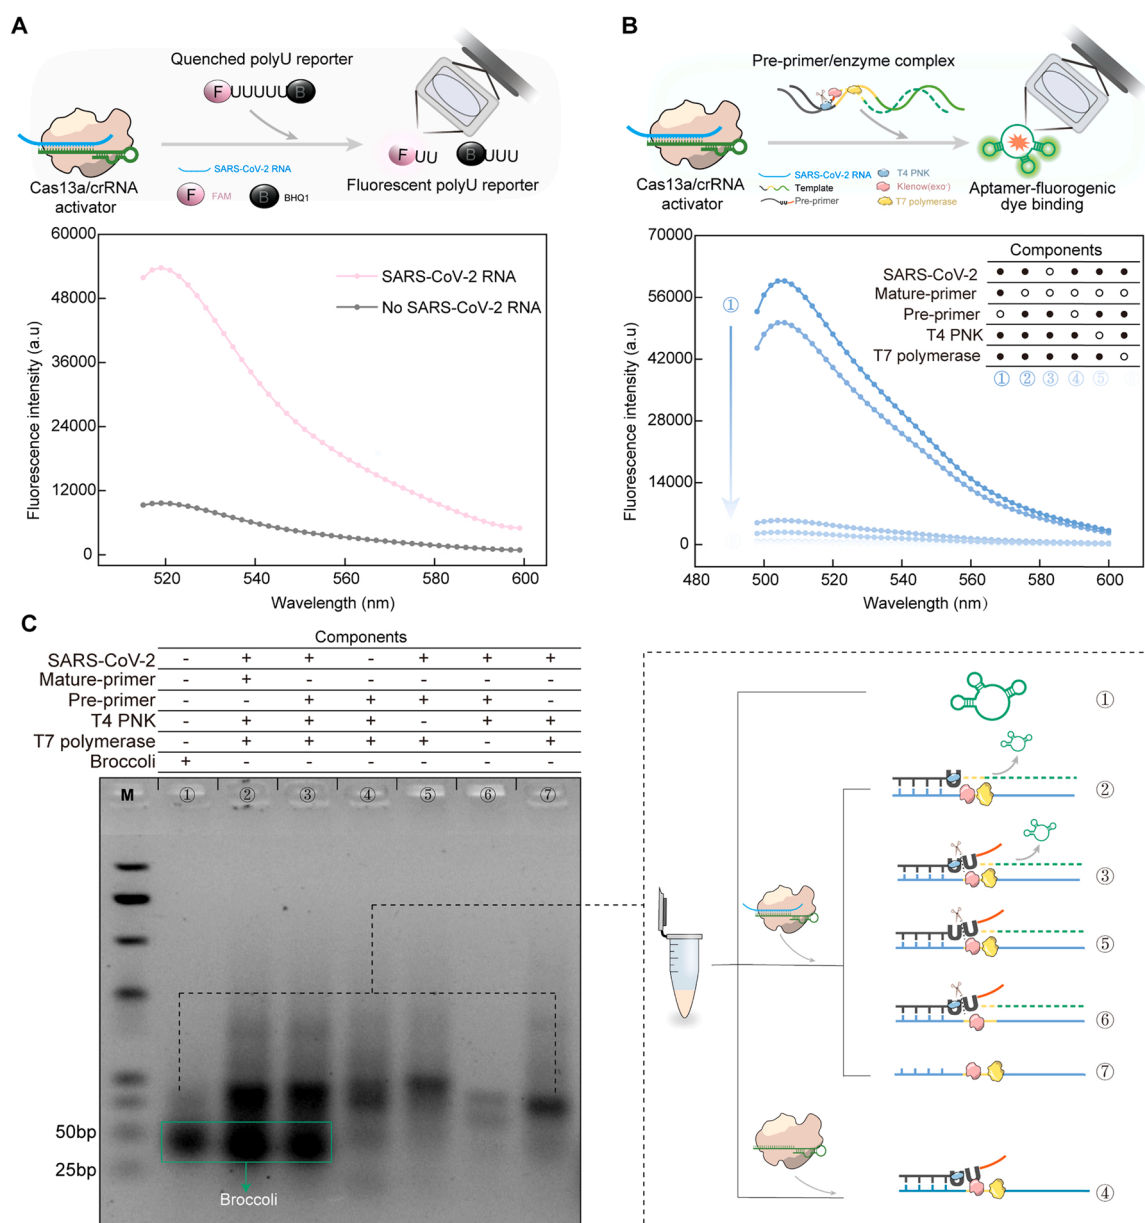 A
Quenched polyU reporter
F UUUUU B
F UU B UUU
SARS-CoV-2 RNA
F FAM B BHQ1
Cas13a/crRNA
activator
Fluorescent polyU reporter
60000
48000
36000
24000
12000
0
Fluorescence intensity (a.u)
SARS-CoV-2 RNA
No SARS-CoV-2 RNA
520 540 560 580 600
Wavelength (nm)
B
Pre-primer/enzyme complex
Cas13a/crRNA
activator
SARS-CoV-2 RNA
Template
UU Pre-primer
T4 PNK
Klenow(exo-)
T7 polymerase
Aptamer-fluorogenic
dye binding
70000
56000
42000
28000
14000
0
Fluorescence intensity (a.u)
①
Components
SARS-CoV-2 ● ● ○ ● ● ●
Mature-primer ● ○ ○ ○ ○ ○
Pre-primer ○ ● ● ○ ● ●
T4 PNK ● ● ● ● ○ ●
T7 polymerase ● ● ● ● ● ○
① ② ③ ④ ⑤
480 500 520 540 560 580 600
Wavelength (nm)
C
Components
SARS-CoV-2 - + + - + + +
Mature-primer - + - - - - -
Pre-primer - - + + + + -
T4 PNK - + + + - + +
T7 polymerase - + + + + - +
Broccoli + - - - - - -
M ① ② ③ ④ ⑤ ⑥ ⑦
50bp
25bp
Broccoli
①
U ②
U U ③
U U ⑤
U U ⑥
⑦
U U ④